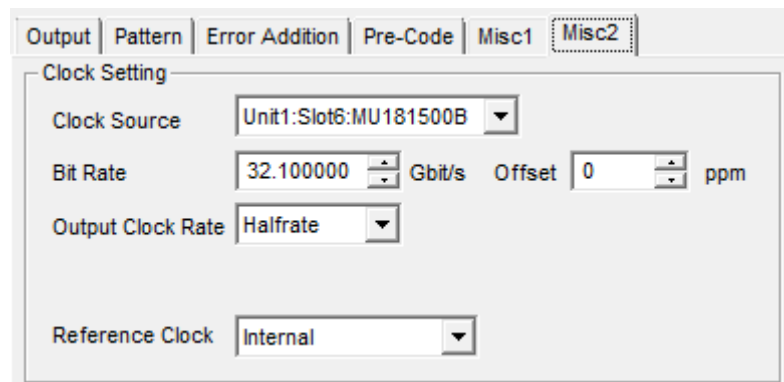 Output Pattern Error Addition Pre-Code Misc1 Misc2
Clock Setting
Clock Source Unit1:Slot6:MU181500B
Bit Rate 32.100000 Gbit/s Offset 0 ppm
Output Clock Rate Halfrate
Reference Clock Internal